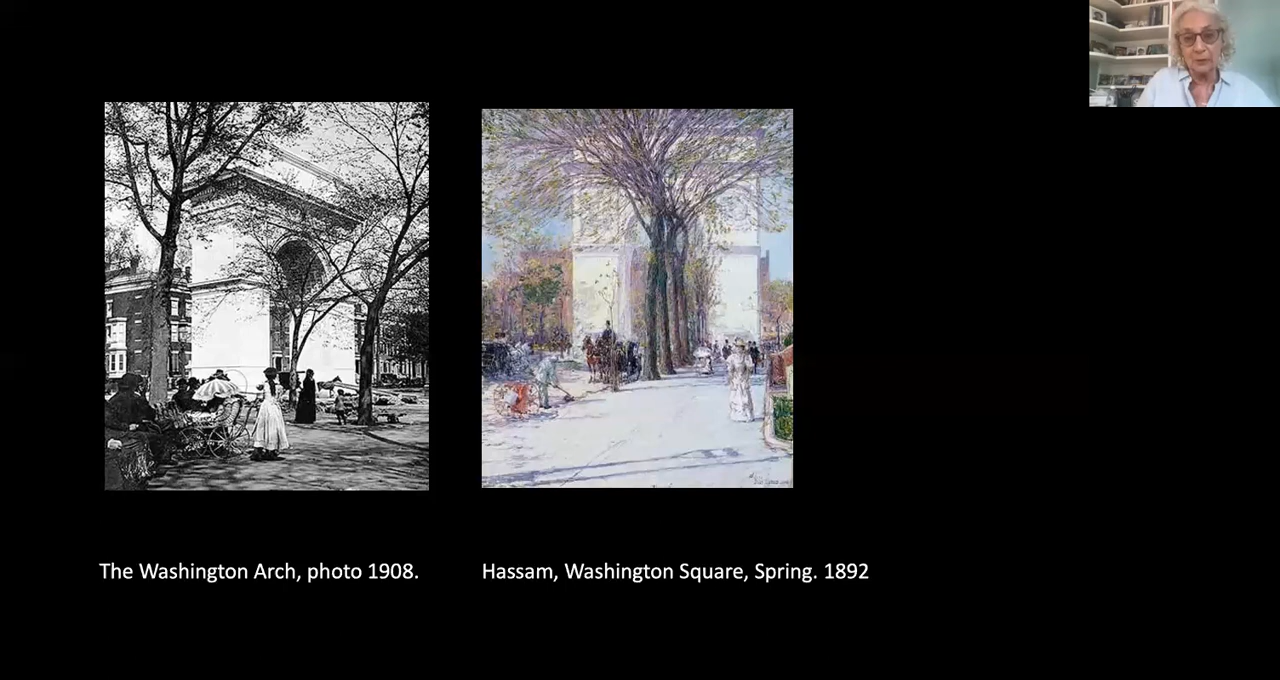 The Washington Arch, photo 1908.
Hassam, Washington Square, Spring. 1892